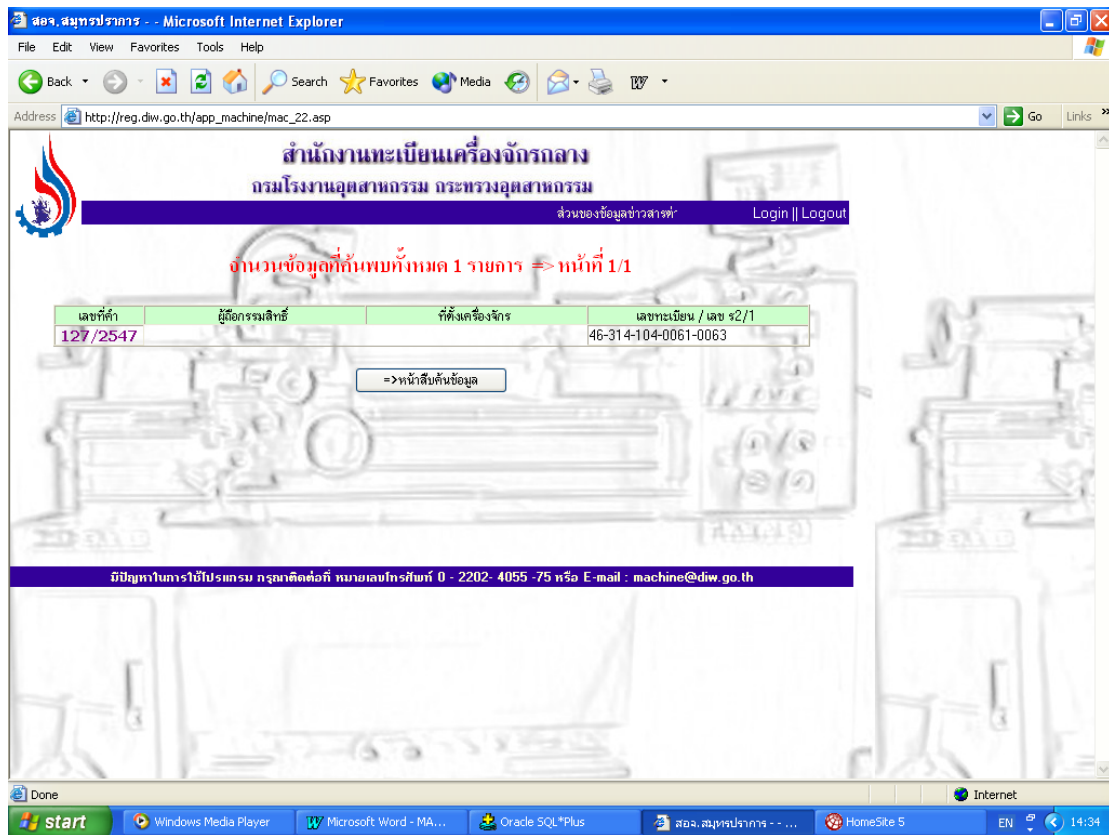 สอจ.สมุทรปราการ - - Microsoft Internet Explorer
File Edit View Favorites Tools Help
Back Search Favorites Media
Address http://reg.diw.go.th/app_machine/mac_22.asp Go Links »
สำนักงานทะเบียนเครื่องจักรกลาง
กรมโรงงานอุตสาหกรรม กระทรวงอุตสาหกรรม
ส่วนของข้อมูลข่าวสารต่า Login || Logout
จำนวนข้อมูลที่ค้นพบทั้งหมด 1 รายการ => หน้าที่ 1/1
เลขที่คำ ผู้ถือกรรมสิทธิ์ ที่ตั้งเครื่องจักร เลขทะเบียน / เลข ร2/1
127/2547 46-314-104-0061-0063
=>หน้าสืบค้นข้อมูล
มีปัญหาในการใช้โปรแกรม กรุณาติดต่อที่ หมายเลขโทรศัพท์ 0 - 2202- 4055 -75 หรือ E-mail : machine@diw.go.th
Done Internet
start Windows Media Player Microsoft Word - MA... Oracle SQL*Plus สอจ.สมุทรปราการ - - ... HomeSite 5 EN 14:34